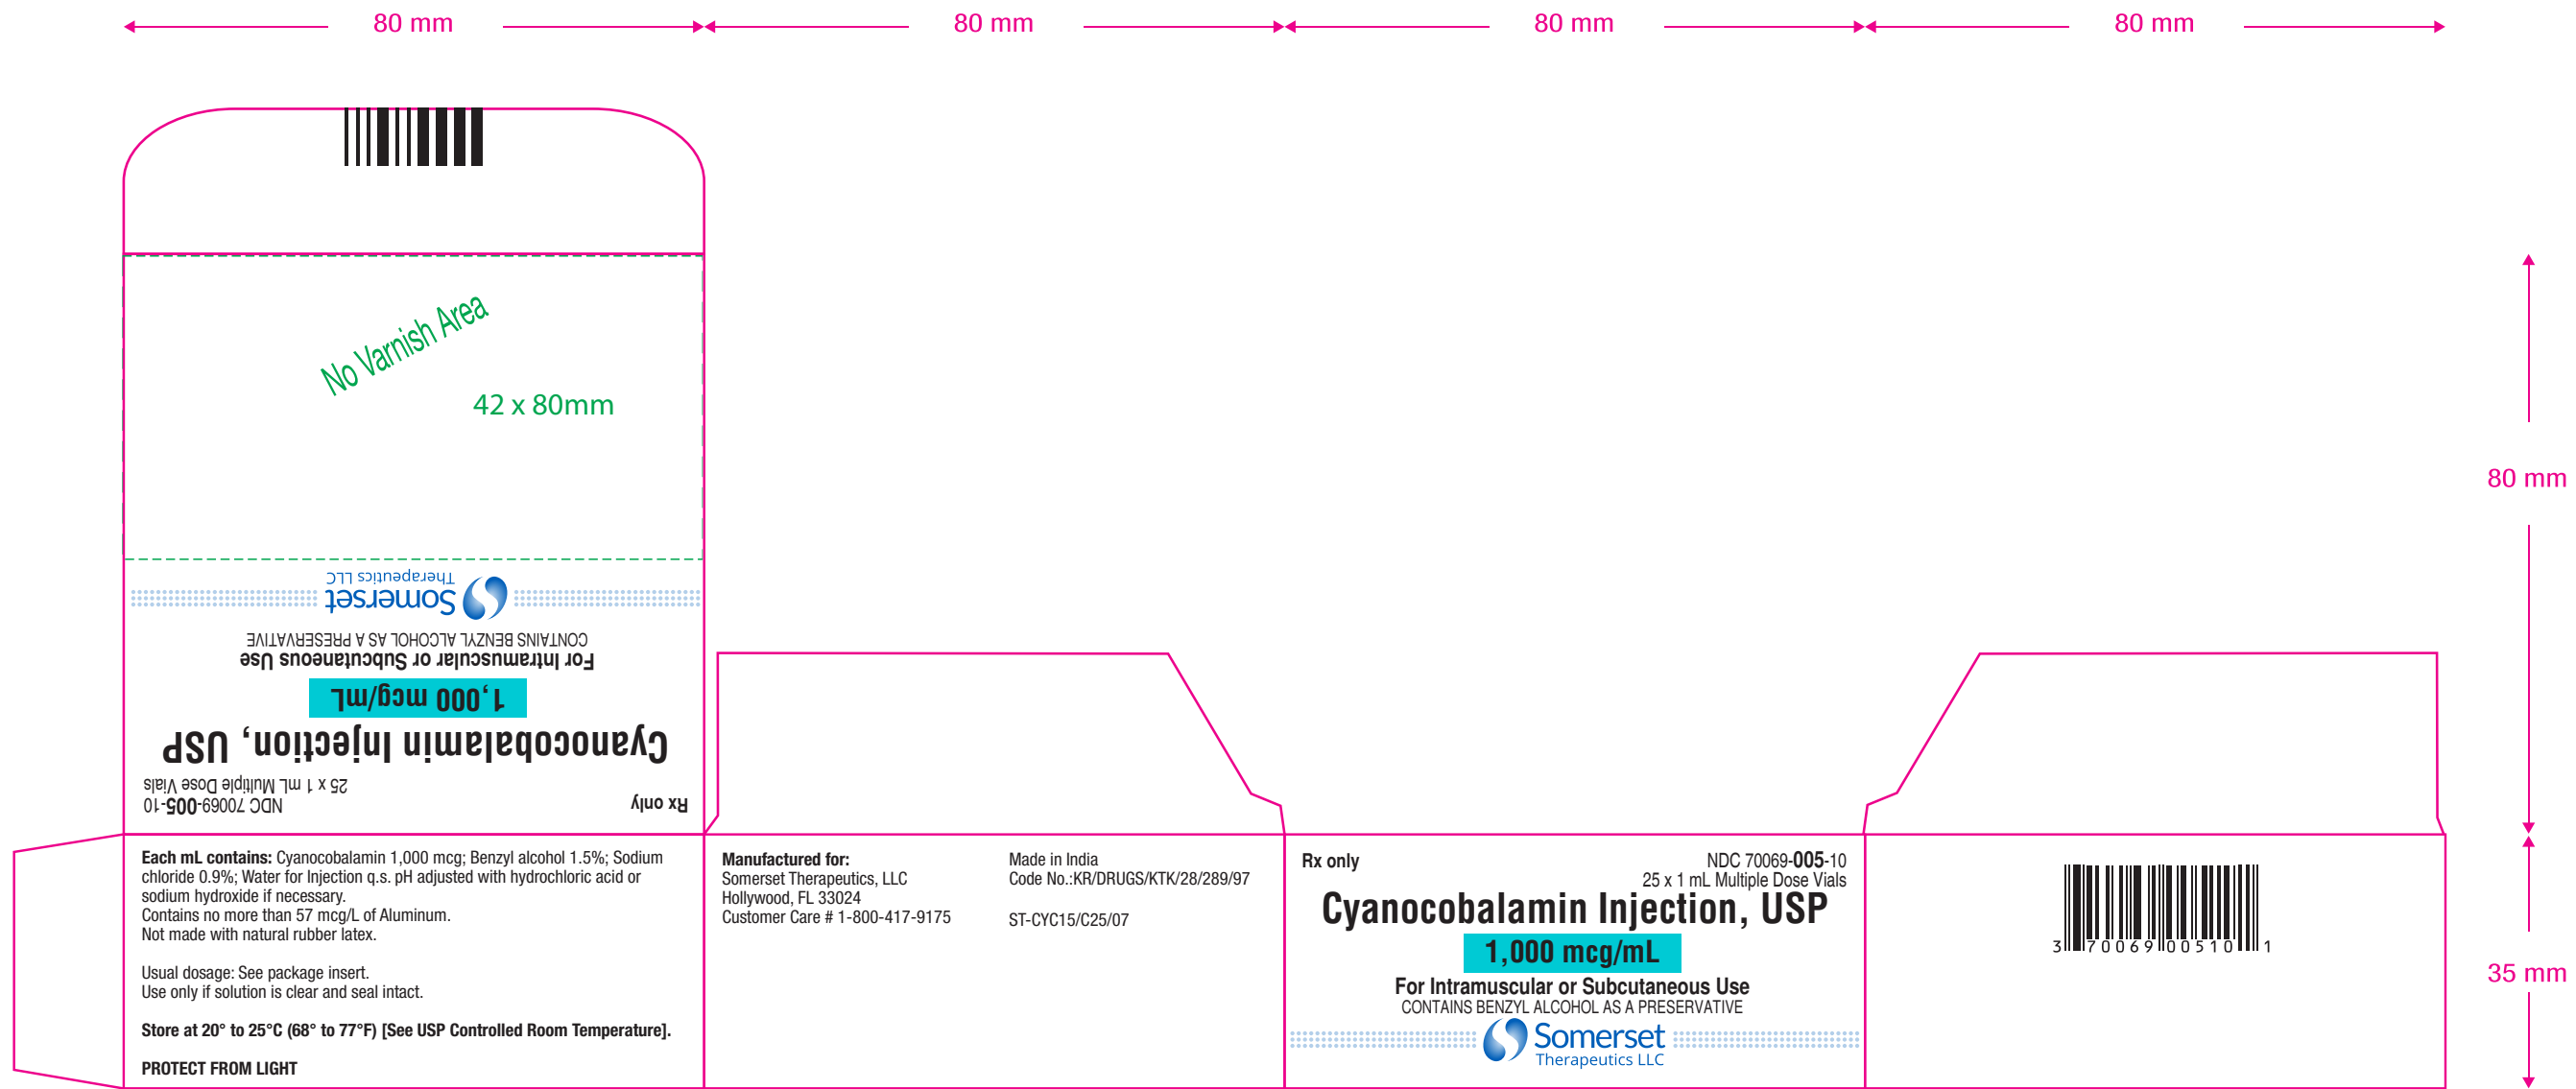 80 mm
80 mm
80 mm
80 mm
No Varnish Area
42 x 80mm
80 mm
Rx only
NDC 70069-005-10
25 x 1 mL Multiple Dose Vials
Cyanocobalamin Injection, USP
1,000 mcg/mL
For Intramuscular or Subcutaneous Use
CONTAINS BENZYL ALCOHOL AS A PRESERVATIVE
Somerset
Therapeutics LLC
Each mL contains: Cyanocobalamin 1,000 mcg; Benzyl alcohol 1.5%; Sodium
chloride 0.9%; Water for Injection q.s. pH adjusted with hydrochloric acid or
sodium hydroxide if necessary.
Contains no more than 57 mcg/L of Aluminum.
Not made with natural rubber latex.
Usual dosage: See package insert.
Use only if solution is clear and seal intact.
Store at 20° to 25°C (68° to 77°F) [See USP Controlled Room Temperature].
PROTECT FROM LIGHT
Manufactured for:
Somerset Therapeutics, LLC
Hollywood, FL 33024
Customer Care # 1-800-417-9175
Made in India
Code No.:KR/DRUGS/KTK/28/289/97
ST-CYC15/C25/07
Rx only
NDC 70069-005-10
25 x 1 mL Multiple Dose Vials
Cyanocobalamin Injection, USP
1,000 mcg/mL
For Intramuscular or Subcutaneous Use
CONTAINS BENZYL ALCOHOL AS A PRESERVATIVE
Somerset
Therapeutics LLC
3 70069 00510 1
35 mm